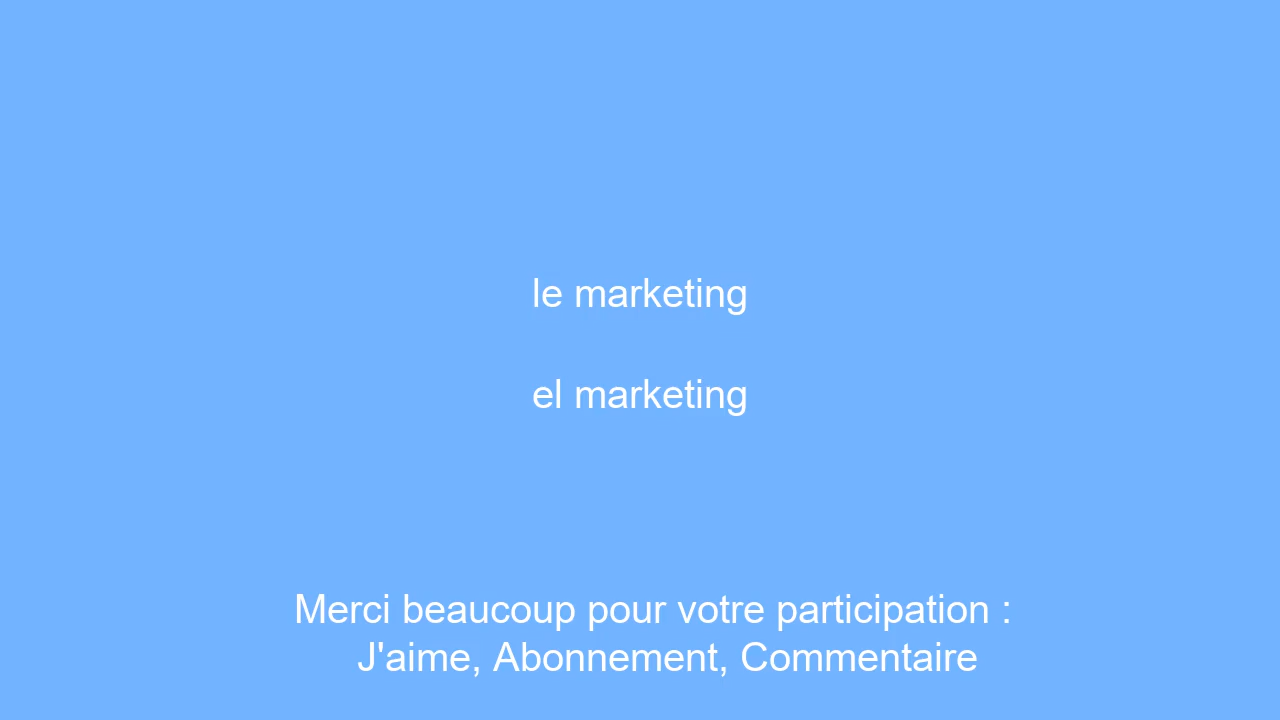 le marketing
el marketing
Merci beaucoup pour votre participation :
J'aime, Abonnement, Commentaire